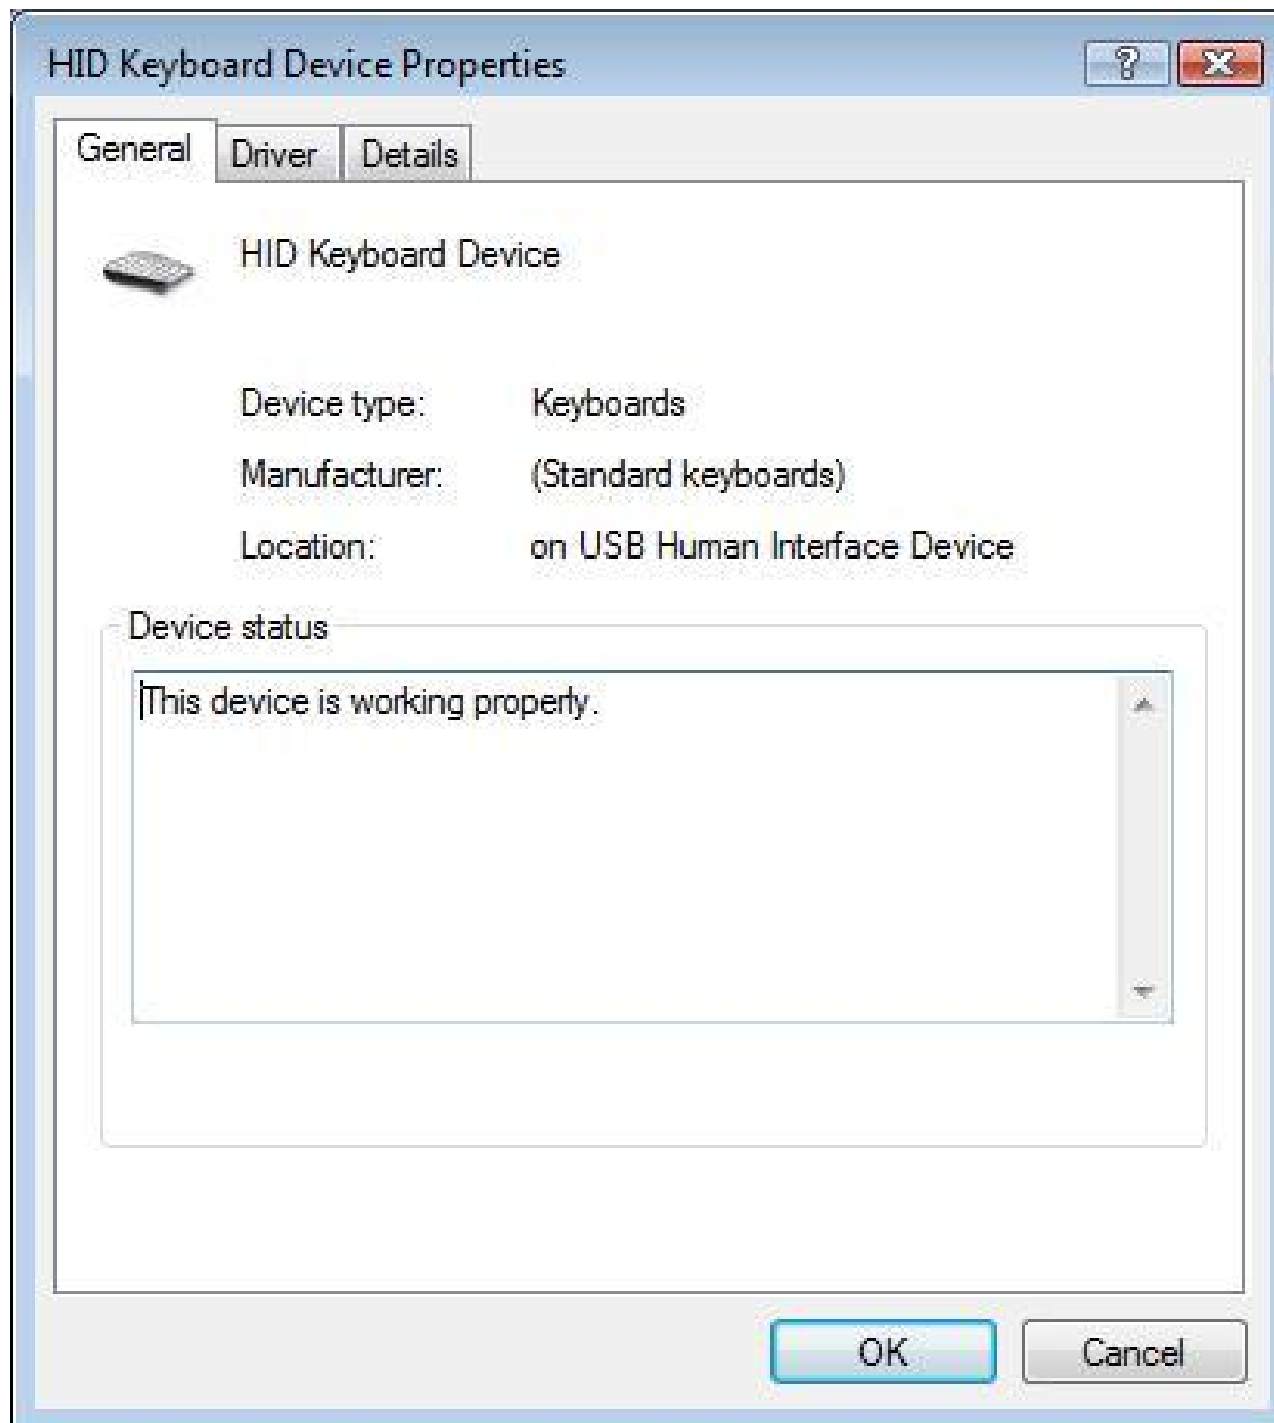 HID Keyboard Device Properties
General Driver Details
HID Keyboard Device
Device type: Keyboards
Manufacturer: (Standard keyboards)
Location: on USB Human Interface Device
Device status
This device is working properly.
OK Cancel